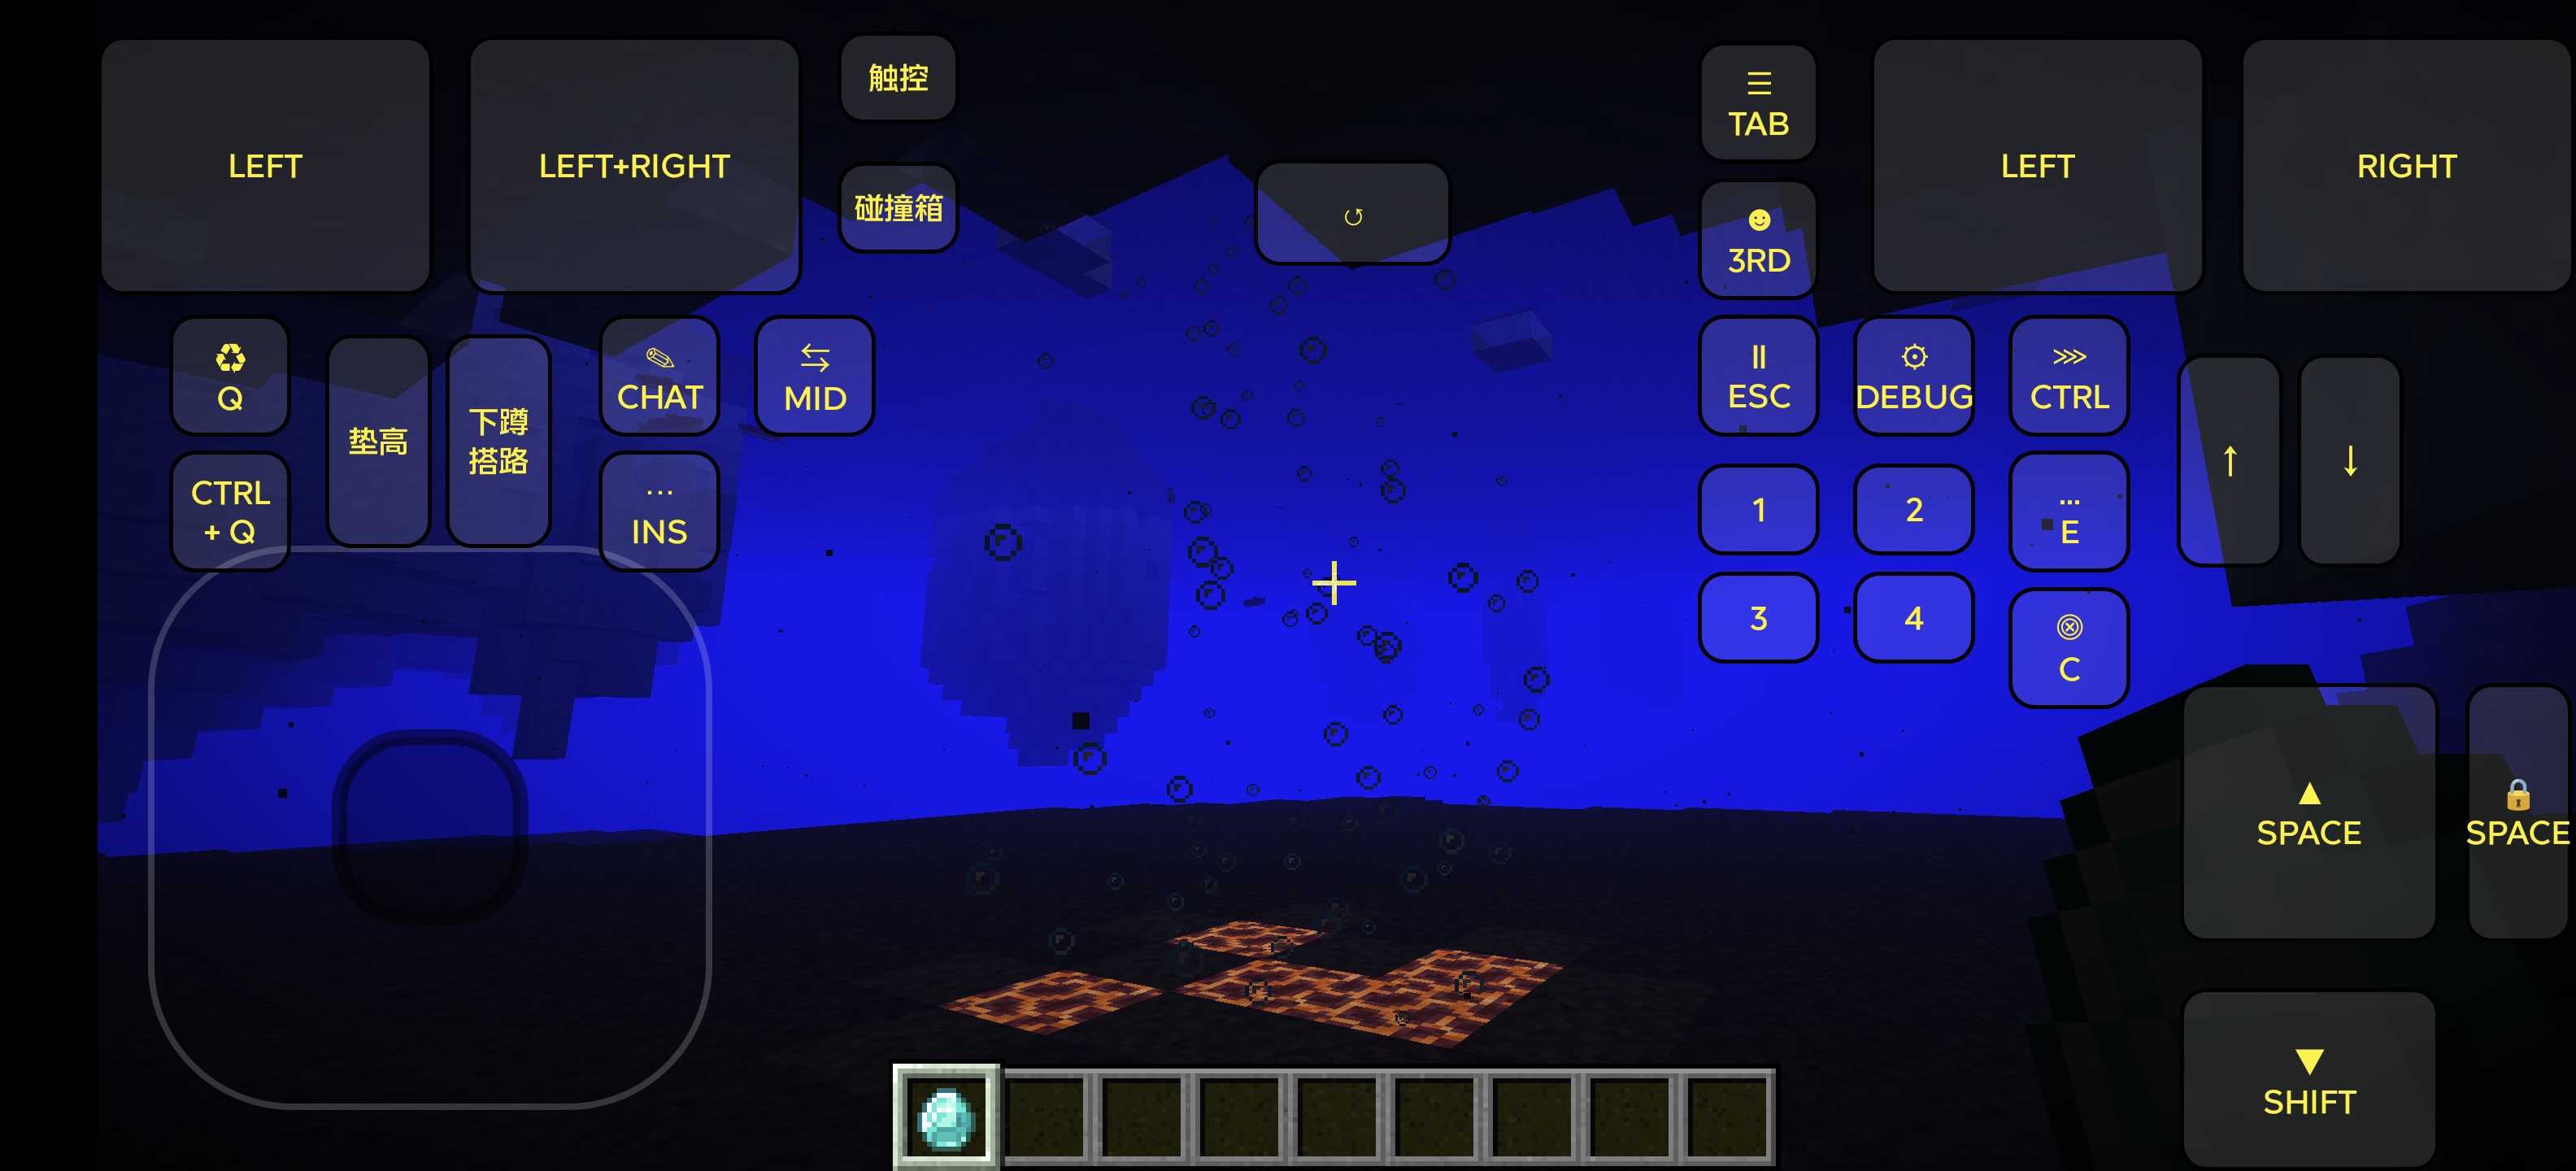 LEFT
LEFT+RIGHT
触控
碰撞箱
TAB
3RD
LEFT
RIGHT
Q
垫高
下蹲
搭路
CHAT
MID
ESC
DEBUG
CTRL
↑
↓
CTRL
+ Q
...
INS
1
2
...
E
3
4
C
SPACE
SPACE
SHIFT